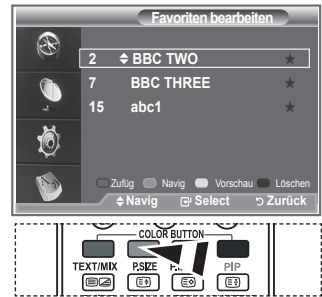 Favoriten bearbeiten
2 BBC TWO
7 BBC THREE
15 abc1
Zufüg Navig Vorschau Löschen
Navig Select Zurück
COLOR BUTTON
TEXT/MIX P.SIZE PIP